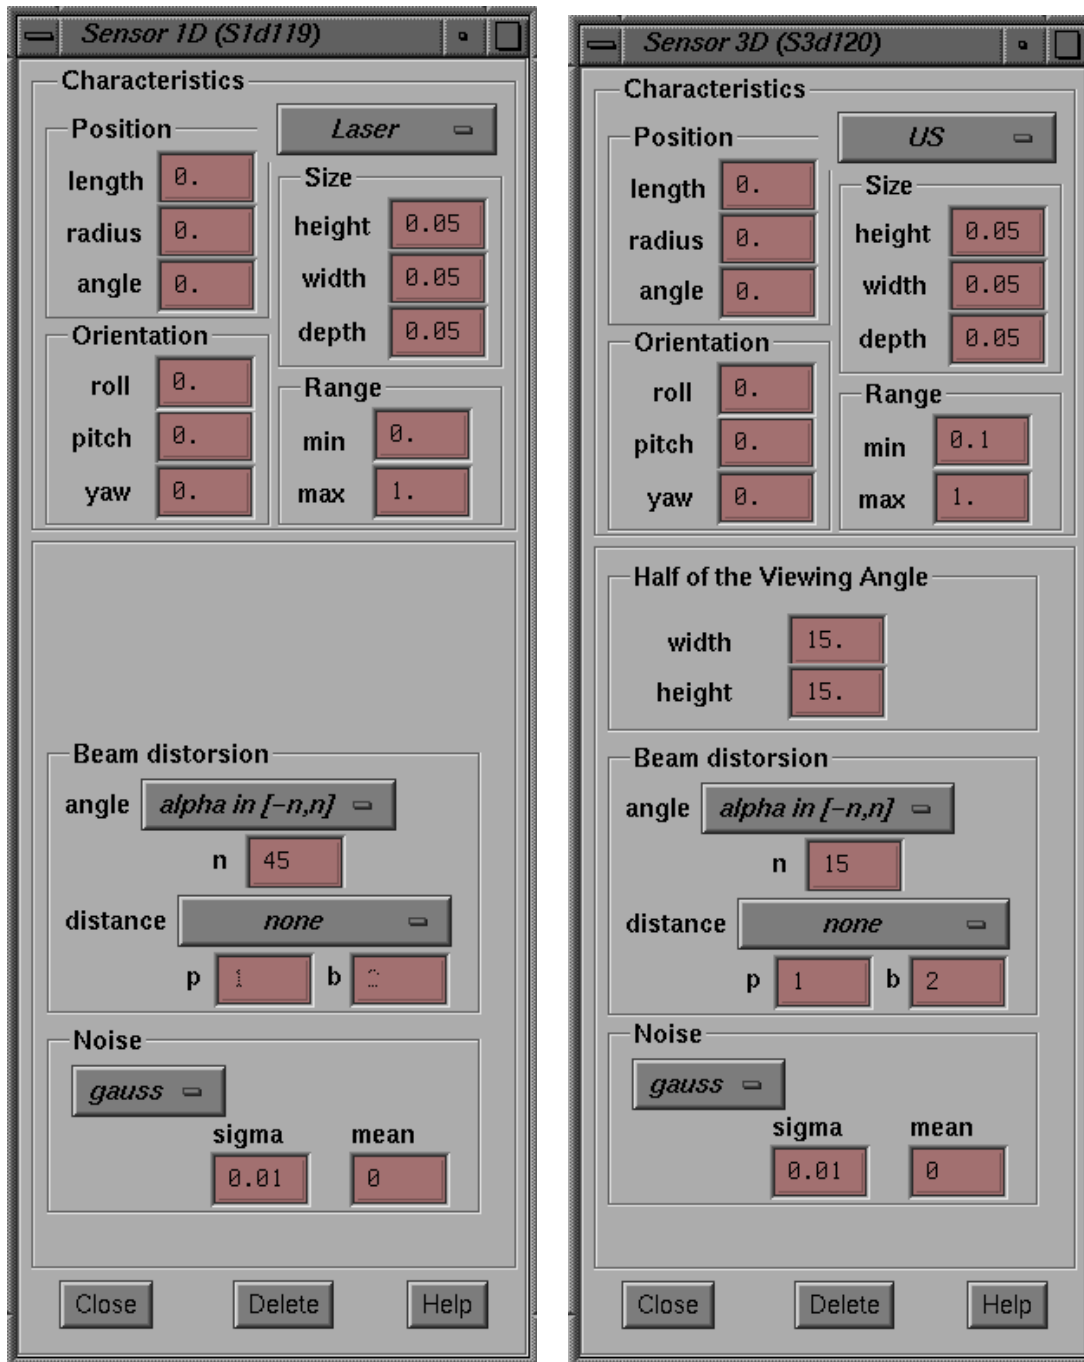 Sensor 1D (S1d119)
Characteristics
Position
Laser
length 0.
radius 0.
angle 0.
Size
height 0.05
width 0.05
depth 0.05
Orientation
roll 0.
pitch 0.
yaw 0.
Range
min 0.
max 1.
Beam distorsion
angle alpha in [-n,n]
n 45
distance none
p 1 b 2
Noise
gauss
sigma mean
0.01 0
Close Delete Help
Sensor 3D (S3d120)
Characteristics
Position
US
length 0.
radius 0.
angle 0.
Size
height 0.05
width 0.05
depth 0.05
Orientation
roll 0.
pitch 0.
yaw 0.
Range
min 0.1
max 1.
Half of the Viewing Angle
width 15.
height 15.
Beam distorsion
angle alpha in [-n,n]
n 15
distance none
p 1 b 2
Noise
gauss
sigma mean
0.01 0
Close Delete Help